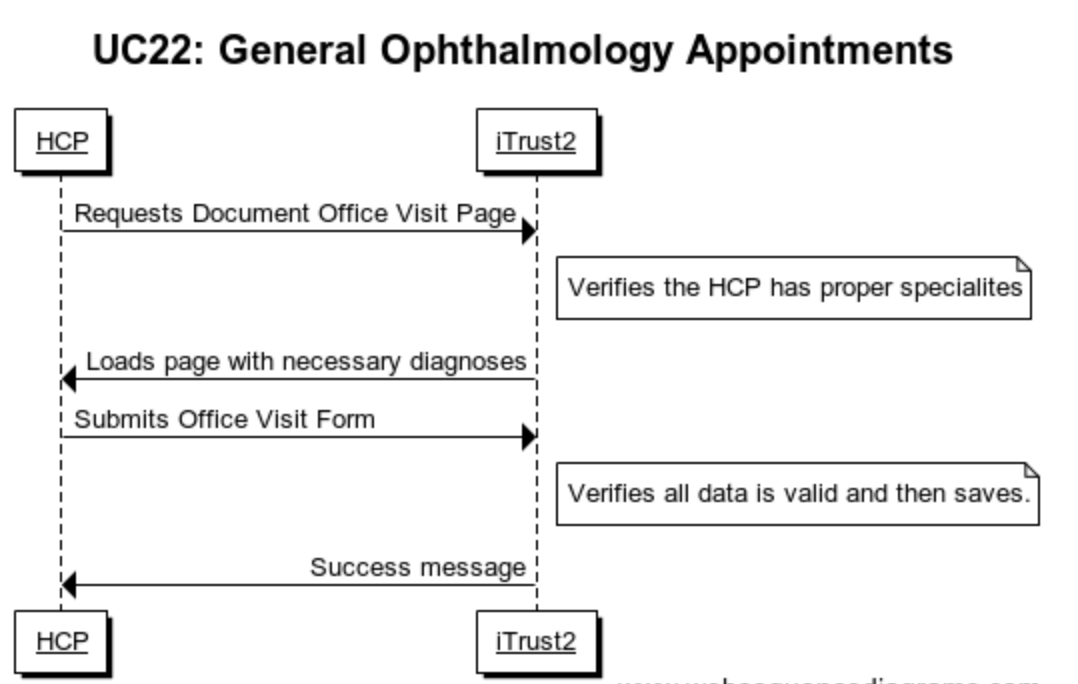 UC22: General Ophthalmology Appointments
HCP
iTrust2
Requests Document Office Visit Page
Verifies the HCP has proper specialites
Loads page with necessary diagnoses
Submits Office Visit Form
Verifies all data is valid and then saves.
Success message
HCP
iTrust2